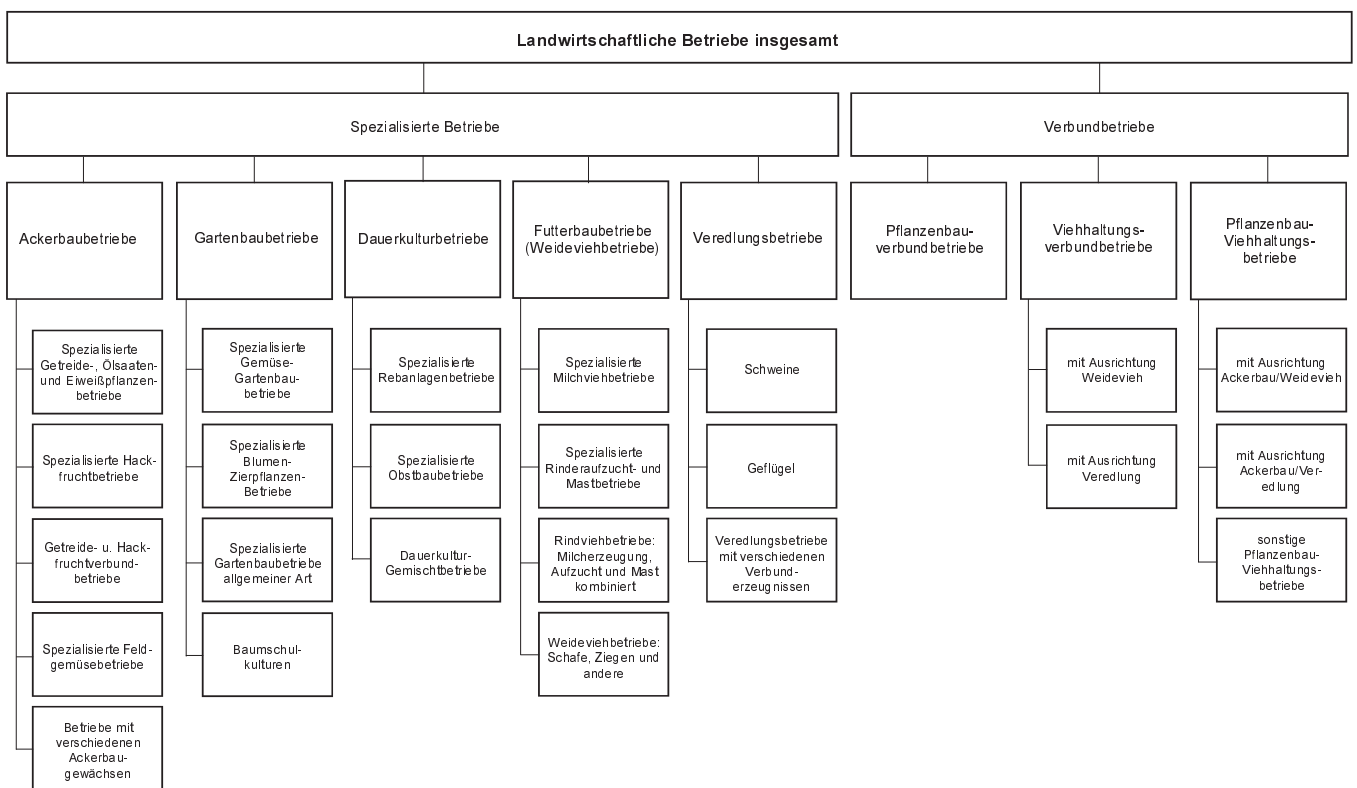 Landwirtschaftliche Betriebe insgesamt
Spezialisierte Betriebe
Verbundbetriebe
Ackerbaubetriebe
Gartenbaubetriebe
Dauerkulturbetriebe
Futterbaubetriebe
(Weideviehbetriebe)
Veredlungsbetriebe
Pflanzenbau-
verbundbetriebe
Viehhaltungs-
verbundbetriebe
Pflanzenbau-
Viehhaltungs-
betriebe
Spezialisierte
Getreide-, Ölsaaten-
und Eiweißpflanzen-
betriebe
Spezialisierte Hack-
fruchtbetriebe
Getreide- u. Hack-
fruchtverbund-
betriebe
Spezialisierte Feld-
gemüsebetriebe
Betriebe mit
verschiedenen
Ackerbau-
gewächsen
Spezialisierte
Gemüse-
Gartenbau-
betriebe
Spezialisierte
Blumen-
Zierpflanzen-
Betriebe
Spezialisierte
Gartenbaubetriebe
allgemeiner Art
Baumschul-
kulturen
Spezialisierte
Rebanlagenbetriebe
Spezialisierte
Obstbaubetriebe
Dauerkultur-
Gemischtbetriebe
Spezialisierte
Milchviehbetriebe
Spezialisierte
Rinderaufzucht- und
Mastbetriebe
Rindviehbetriebe:
Milcherzeugung,
Aufzucht und Mast
kombiniert
Weideviehbetriebe:
Schafe, Ziegen und
andere
Schweine
Geflügel
Veredlungsbetriebe
mit verschiedenen
Verbund-
erzeugnissen
mit Ausrichtung
Weidevieh
mit Ausrichtung
Veredlung
mit Ausrichtung
Ackerbau/Weidevieh
mit Ausrichtung
Ackerbau/Ver-
edlung
sonstige
Pflanzenbau-
Viehhaltungs-
betriebe